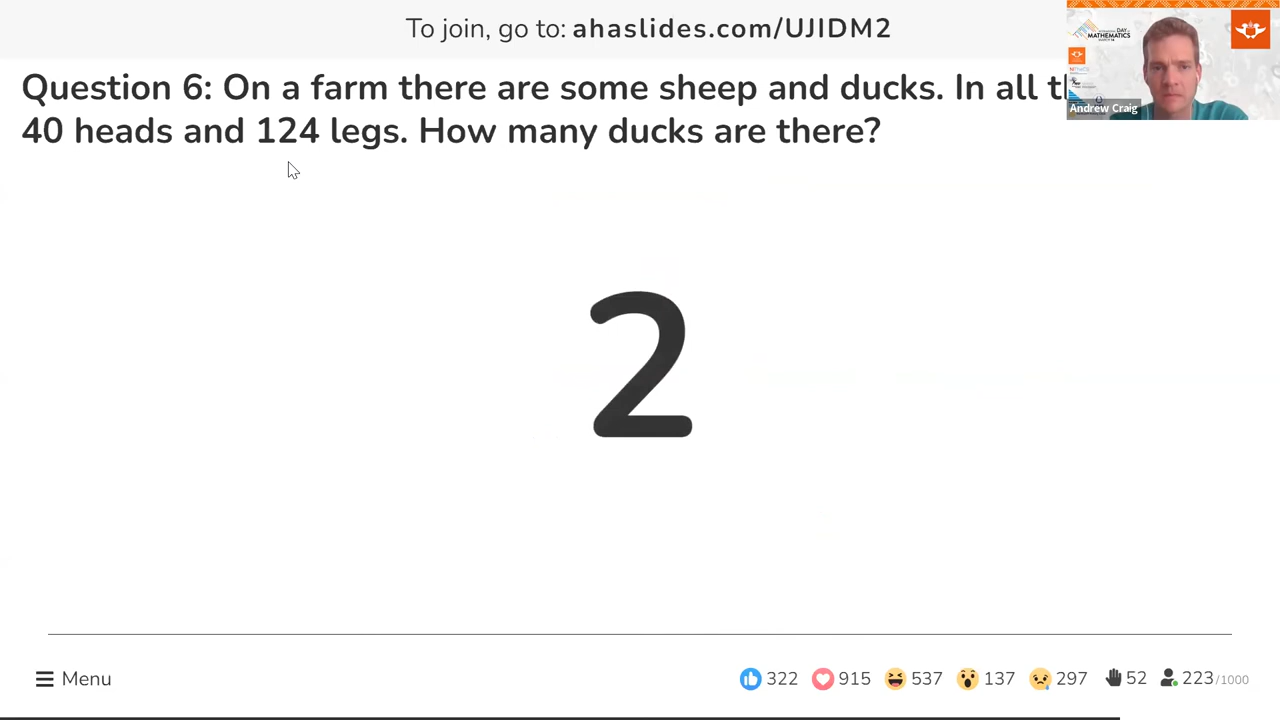 To join, go to: ahaslides.com/UJIDM2
Question 6: On a farm there are some sheep and ducks. In all
40 heads and 124 legs. How many ducks are there?
DAY
MATHEMATICS
Andrew Craig
2
Menu
322 915 537 137 297 52 223/1000